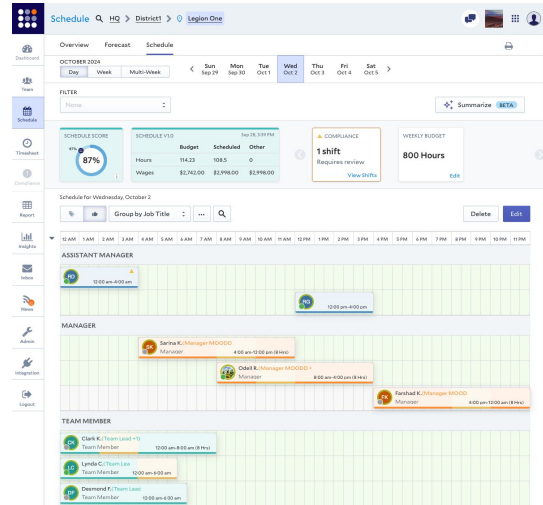 Schedule HQ > District1 > Legion One
Overview Forecast Schedule
OCTOBER 2024
Day Week Multi-Week
Sun Mon Tue Wed Thu Fri Sat
Sep 29 Sep 30 Oct 1 Oct 2 Oct 3 Oct 4 Oct 5
FILTER
None
Summarize BETA
SCHEDULE SCORE
87%
SCHEDULE V1.0 Sep 28, 5:39 PM
Budget Scheduled Other
Hours 114.23 108.5 0
Wages $2,742.00 $2,998.00 $2,998.00
COMPLIANCE
1 shift
Requires review
View Shifts
WEEKLY BUDGET
800 Hours
Edit
Dashboard
Team
Schedule
Timesheet
Compliance
Report
Insights
Inbox
News
Admin
Integration
Logout
Schedule for Wednesday, October 2
Group by Job Title ... Delete Edit
12 AM 1 AM 2 AM 3 AM 4 AM 5 AM 6 AM 7 AM 8 AM 9 AM 10 AM 11 AM 12 PM 1 PM 2 PM 3 PM 4 PM 5 PM 6 PM 7 PM 8 PM 9 PM 10 PM 11 PM
ASSISTANT MANAGER
RD
12:00 am-4:00 am
RG
12:00 pm-4:00 pm
MANAGER
SK Sarina K.(Manager MOODD
Manager 4:00 am-12:00 pm (8 Hrs)
Odell R.(Manager MOODD +
Manager 8:00 am-4:00 pm (8 Hrs)
FK Farshad K.(Manager MOOD
Manager 4:00 pm-12:00 am (8 Hrs)
TEAM MEMBER
CK Clark K.(Team Lead +1)
Team Member 12:00 am-8:00 am (8 Hrs)
LC Lynda C.(Team Lea
Team Member 12:00 am-6:00 am
DF Desmond F.(Team Lead
Team Member 12:00 am-6:30 am